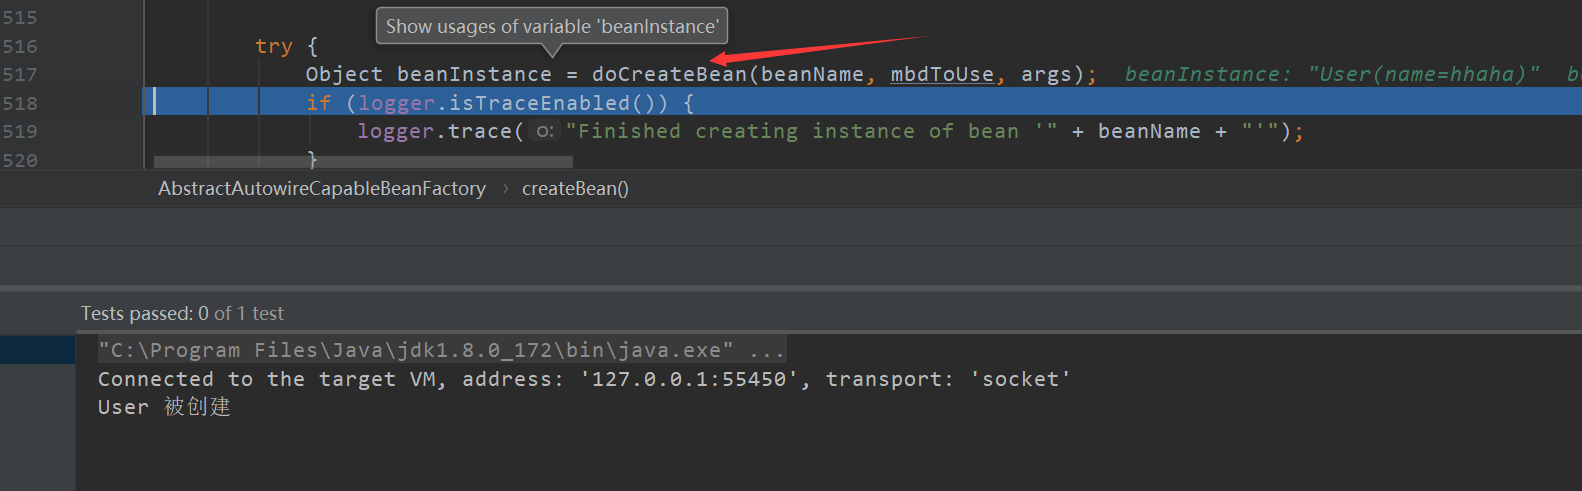 515
Show usages of variable 'beanInstance'
516 try {
517 Object beanInstance = doCreateBean(beanName, mbdToUse, args); beanInstance: "User(name=hhaha)" be
518 if (logger.isTraceEnabled()) {
519 logger.trace( o: "Finished creating instance of bean '" + beanName + "'");
520 }
AbstractAutowireCapableBeanFactory › createBean()
Tests passed: 0 of 1 test
"C:\Program Files\Java\jdk1.8.0_172\bin\java.exe" ...
Connected to the target VM, address: '127.0.0.1:55450', transport: 'socket'
User 被创建